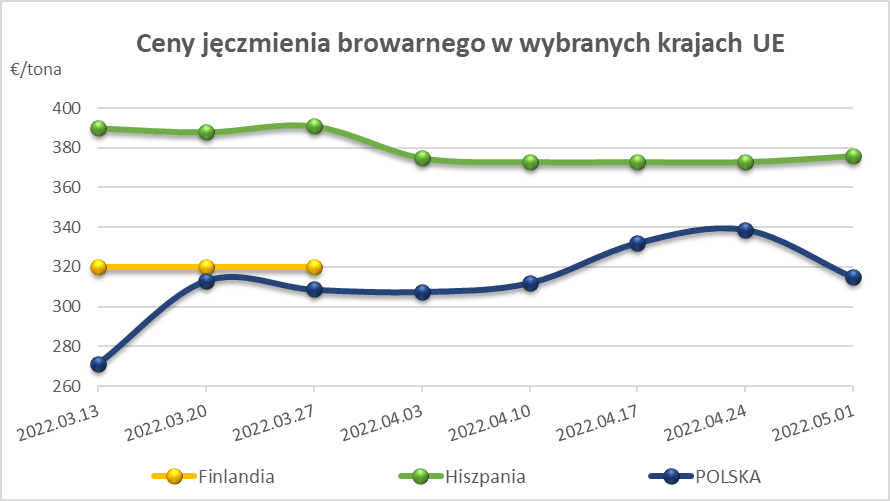 Ceny jęczmienia browarnego w wybranych krajach UE
€/tona
400
380
360
340
320
300
280
260
2022.03.13 2022.03.20 2022.03.27 2022.04.03 2022.04.10 2022.04.17 2022.04.24 2022.05.01
Finlandia Hiszpania POLSKA